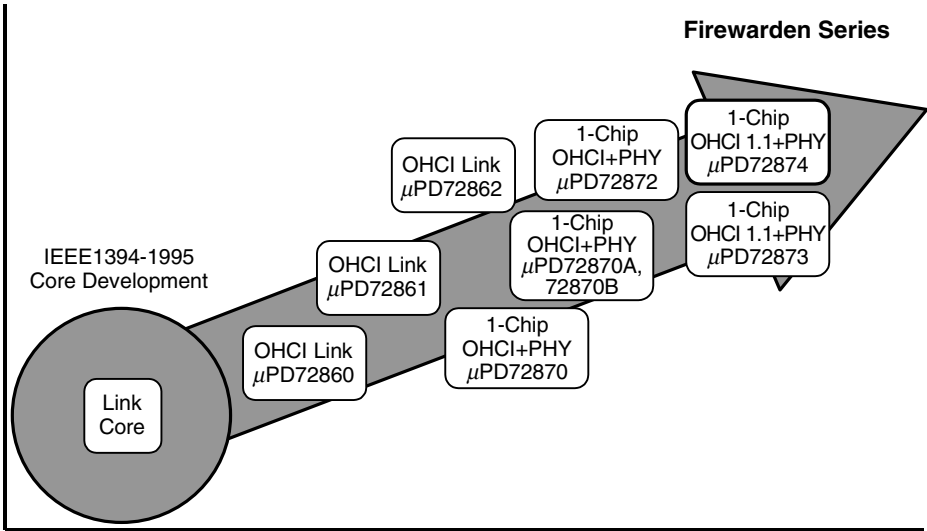 Firewarden Series
1-Chip
OHCI 1.1+PHY
μPD72874
1-Chip
OHCI+PHY
μPD72872
OHCI Link
μPD72862
1-Chip
OHCI 1.1+PHY
μPD72873
1-Chip
OHCI+PHY
μPD72870A,
72870B
IEEE1394-1995
Core Development
OHCI Link
μPD72861
1-Chip
OHCI+PHY
μPD72870
OHCI Link
μPD72860
Link
Core